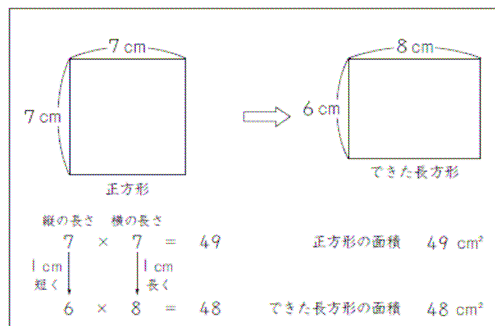 7 cm
8 cm
7 cm
6 cm
正方形
できた長方形
縦の長さ 横の長さ
7 × 7 = 49 正方形の面積 49 cm²
1 cm 短く 1 cm 長く
6 × 8 = 48 できた長方形の面積 48 cm²